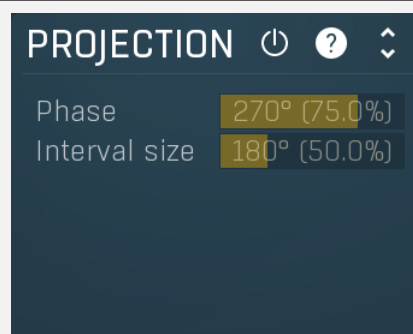 PROJECTION ?
Phase 270° (75.0%)
Interval size 180° (50.0%)